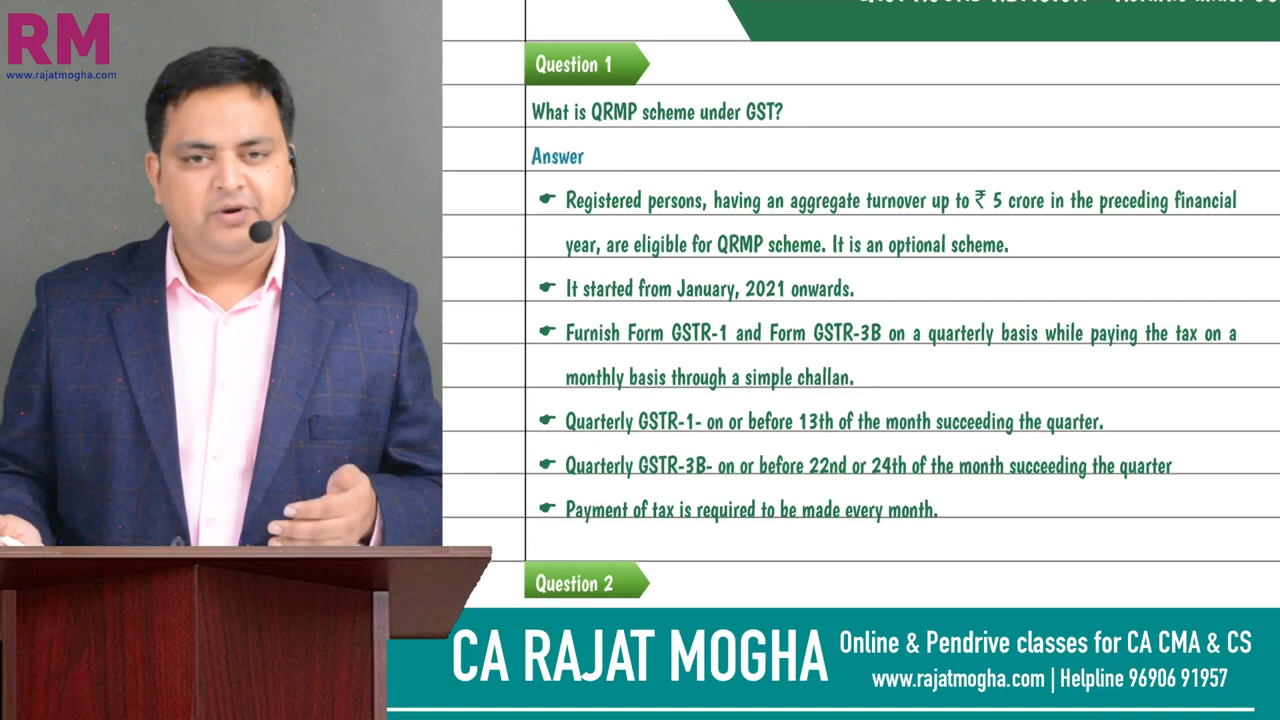 RM
www.rajatmogha.com
Question 1
What is QRMP scheme under GST?
Answer
Registered persons, having an aggregate turnover up to ₹ 5 crore in the preceding financial
year, are eligible for QRMP scheme. It is an optional scheme.
It started from January, 2021 onwards.
Furnish Form GSTR-1 and Form GSTR-3B on a quarterly basis while paying the tax on a
monthly basis through a simple challan.
Quarterly GSTR-1- on or before 13th of the month succeeding the quarter.
Quarterly GSTR-3B- on or before 22nd or 24th of the month succeeding the quarter
Payment of tax is required to be made every month.
Question 2
CA RAJAT MOGHA
Online & Pendrive classes for CA CMA & CS
www.rajatmogha.com | Helpline 96906 91957